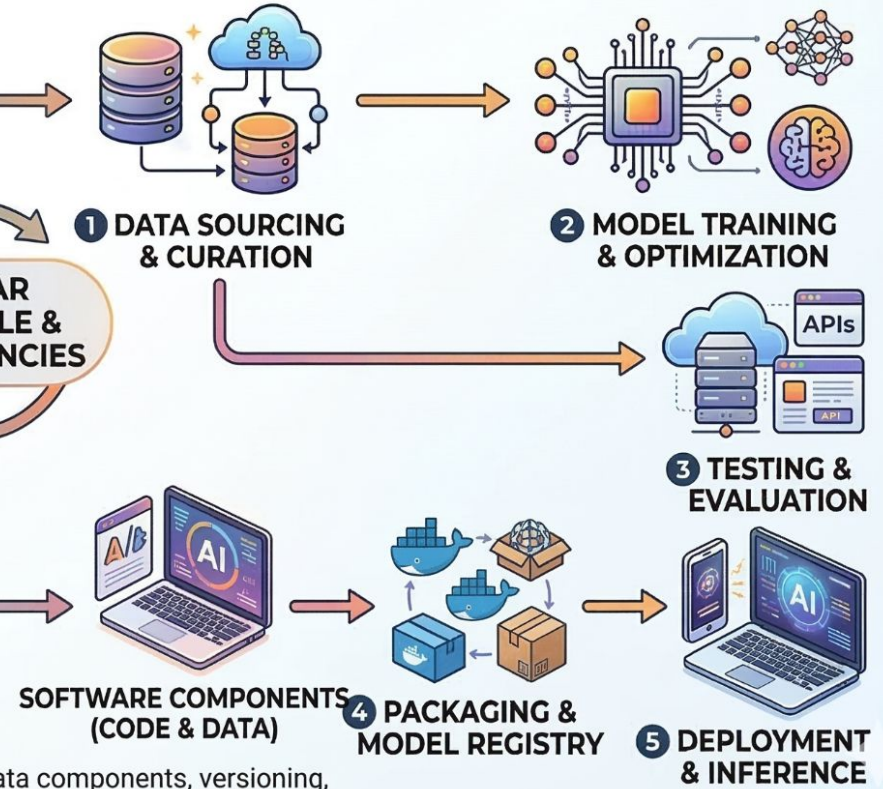 1 DATA SOURCING
& CURATION
2 MODEL TRAINING
& OPTIMIZATION
AR
LE &
NCIES
APIs
API
3 TESTING &
EVALUATION
AI
AI
SOFTWARE COMPONENTS
(CODE & DATA)
4 PACKAGING &
MODEL REGISTRY
5 DEPLOYMENT
& INFERENCE
ata components, versioning,